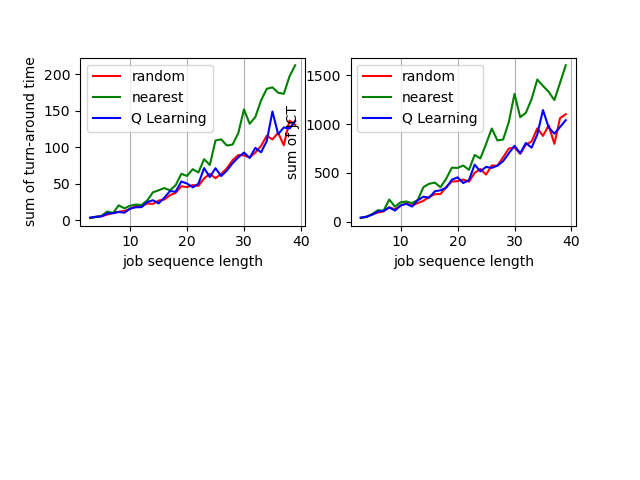 sum of turn-around time
200
150
100
50
0
random
nearest
Q Learning
10
20
30
40
job sequence length
sum of JCT
1500
1000
500
0
random
nearest
Q Learning
10
20
30
40
job sequence length